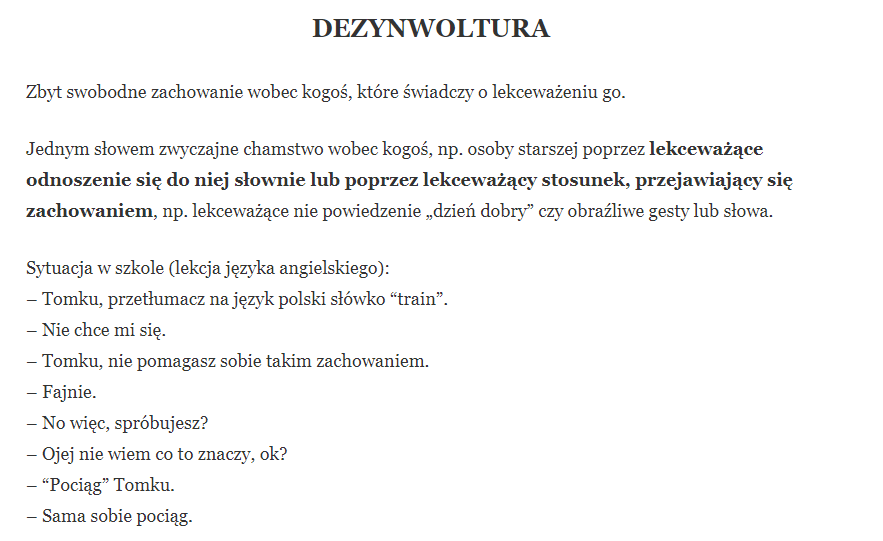 DEZYNWOLTURA
Zbyt swobodne zachowanie wobec kogoś, które świadczy o lekceważeniu go.
Jednym słowem zwyczajne chamstwo wobec kogoś, np. osoby starszej poprzez lekceważące
odnoszenie się do niej słownie lub poprzez lekceważący stosunek, przejawiający się
zachowaniem, np. lekceważące nie powiedzenie „dzień dobry” czy obraźliwe gesty lub słowa.
Sytuacja w szkole (lekcja języka angielskiego):
– Tomku, przetłumacz na język polski słówko “train”.
– Nie chce mi się.
– Tomku, nie pomagasz sobie takim zachowaniem.
– Fajnie.
– No więc, spróbujesz?
– Ojej nie wiem co to znaczy, ok?
– “Pociąg” Tomku.
– Sama sobie pociąg.